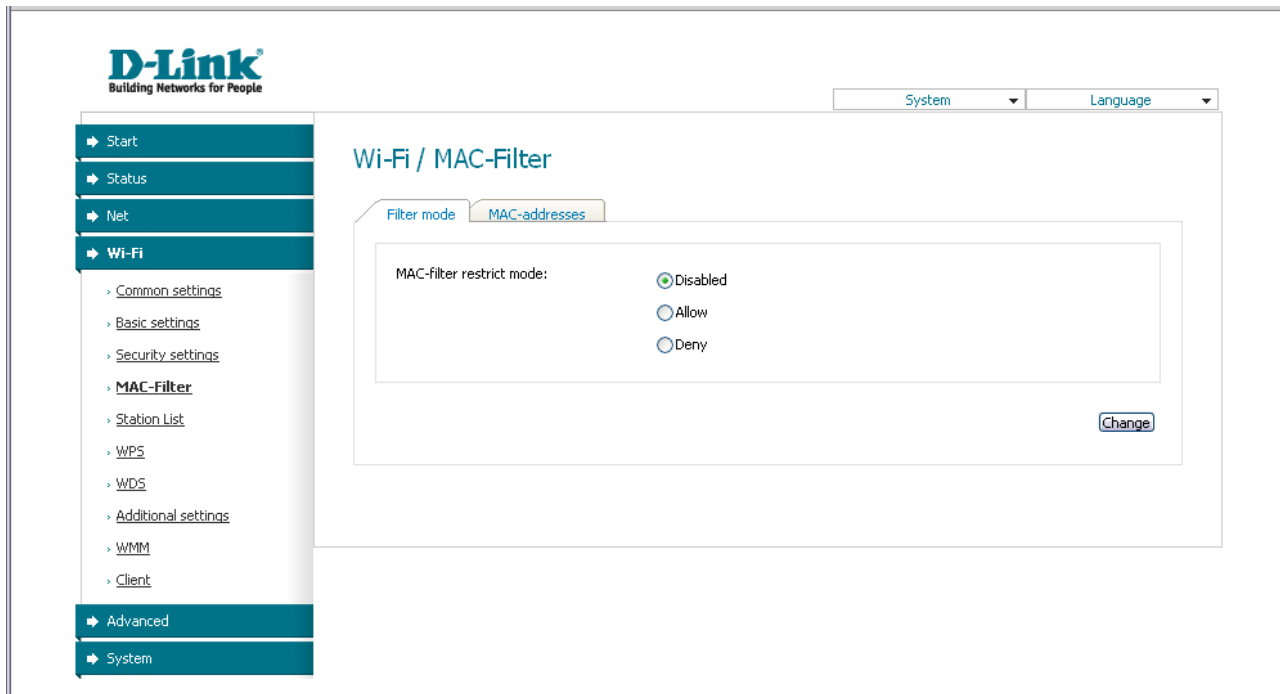 D-Link
Building Networks for People
System
Language
Start
Status
Net
Wi-Fi
Common settings
Basic settings
Security settings
MAC-Filter
Station List
WPS
WDS
Additional settings
WMM
Client
Advanced
System
Wi-Fi / MAC-Filter
Filter mode
MAC-addresses
MAC-filter restrict mode:
Disabled
Allow
Deny
Change